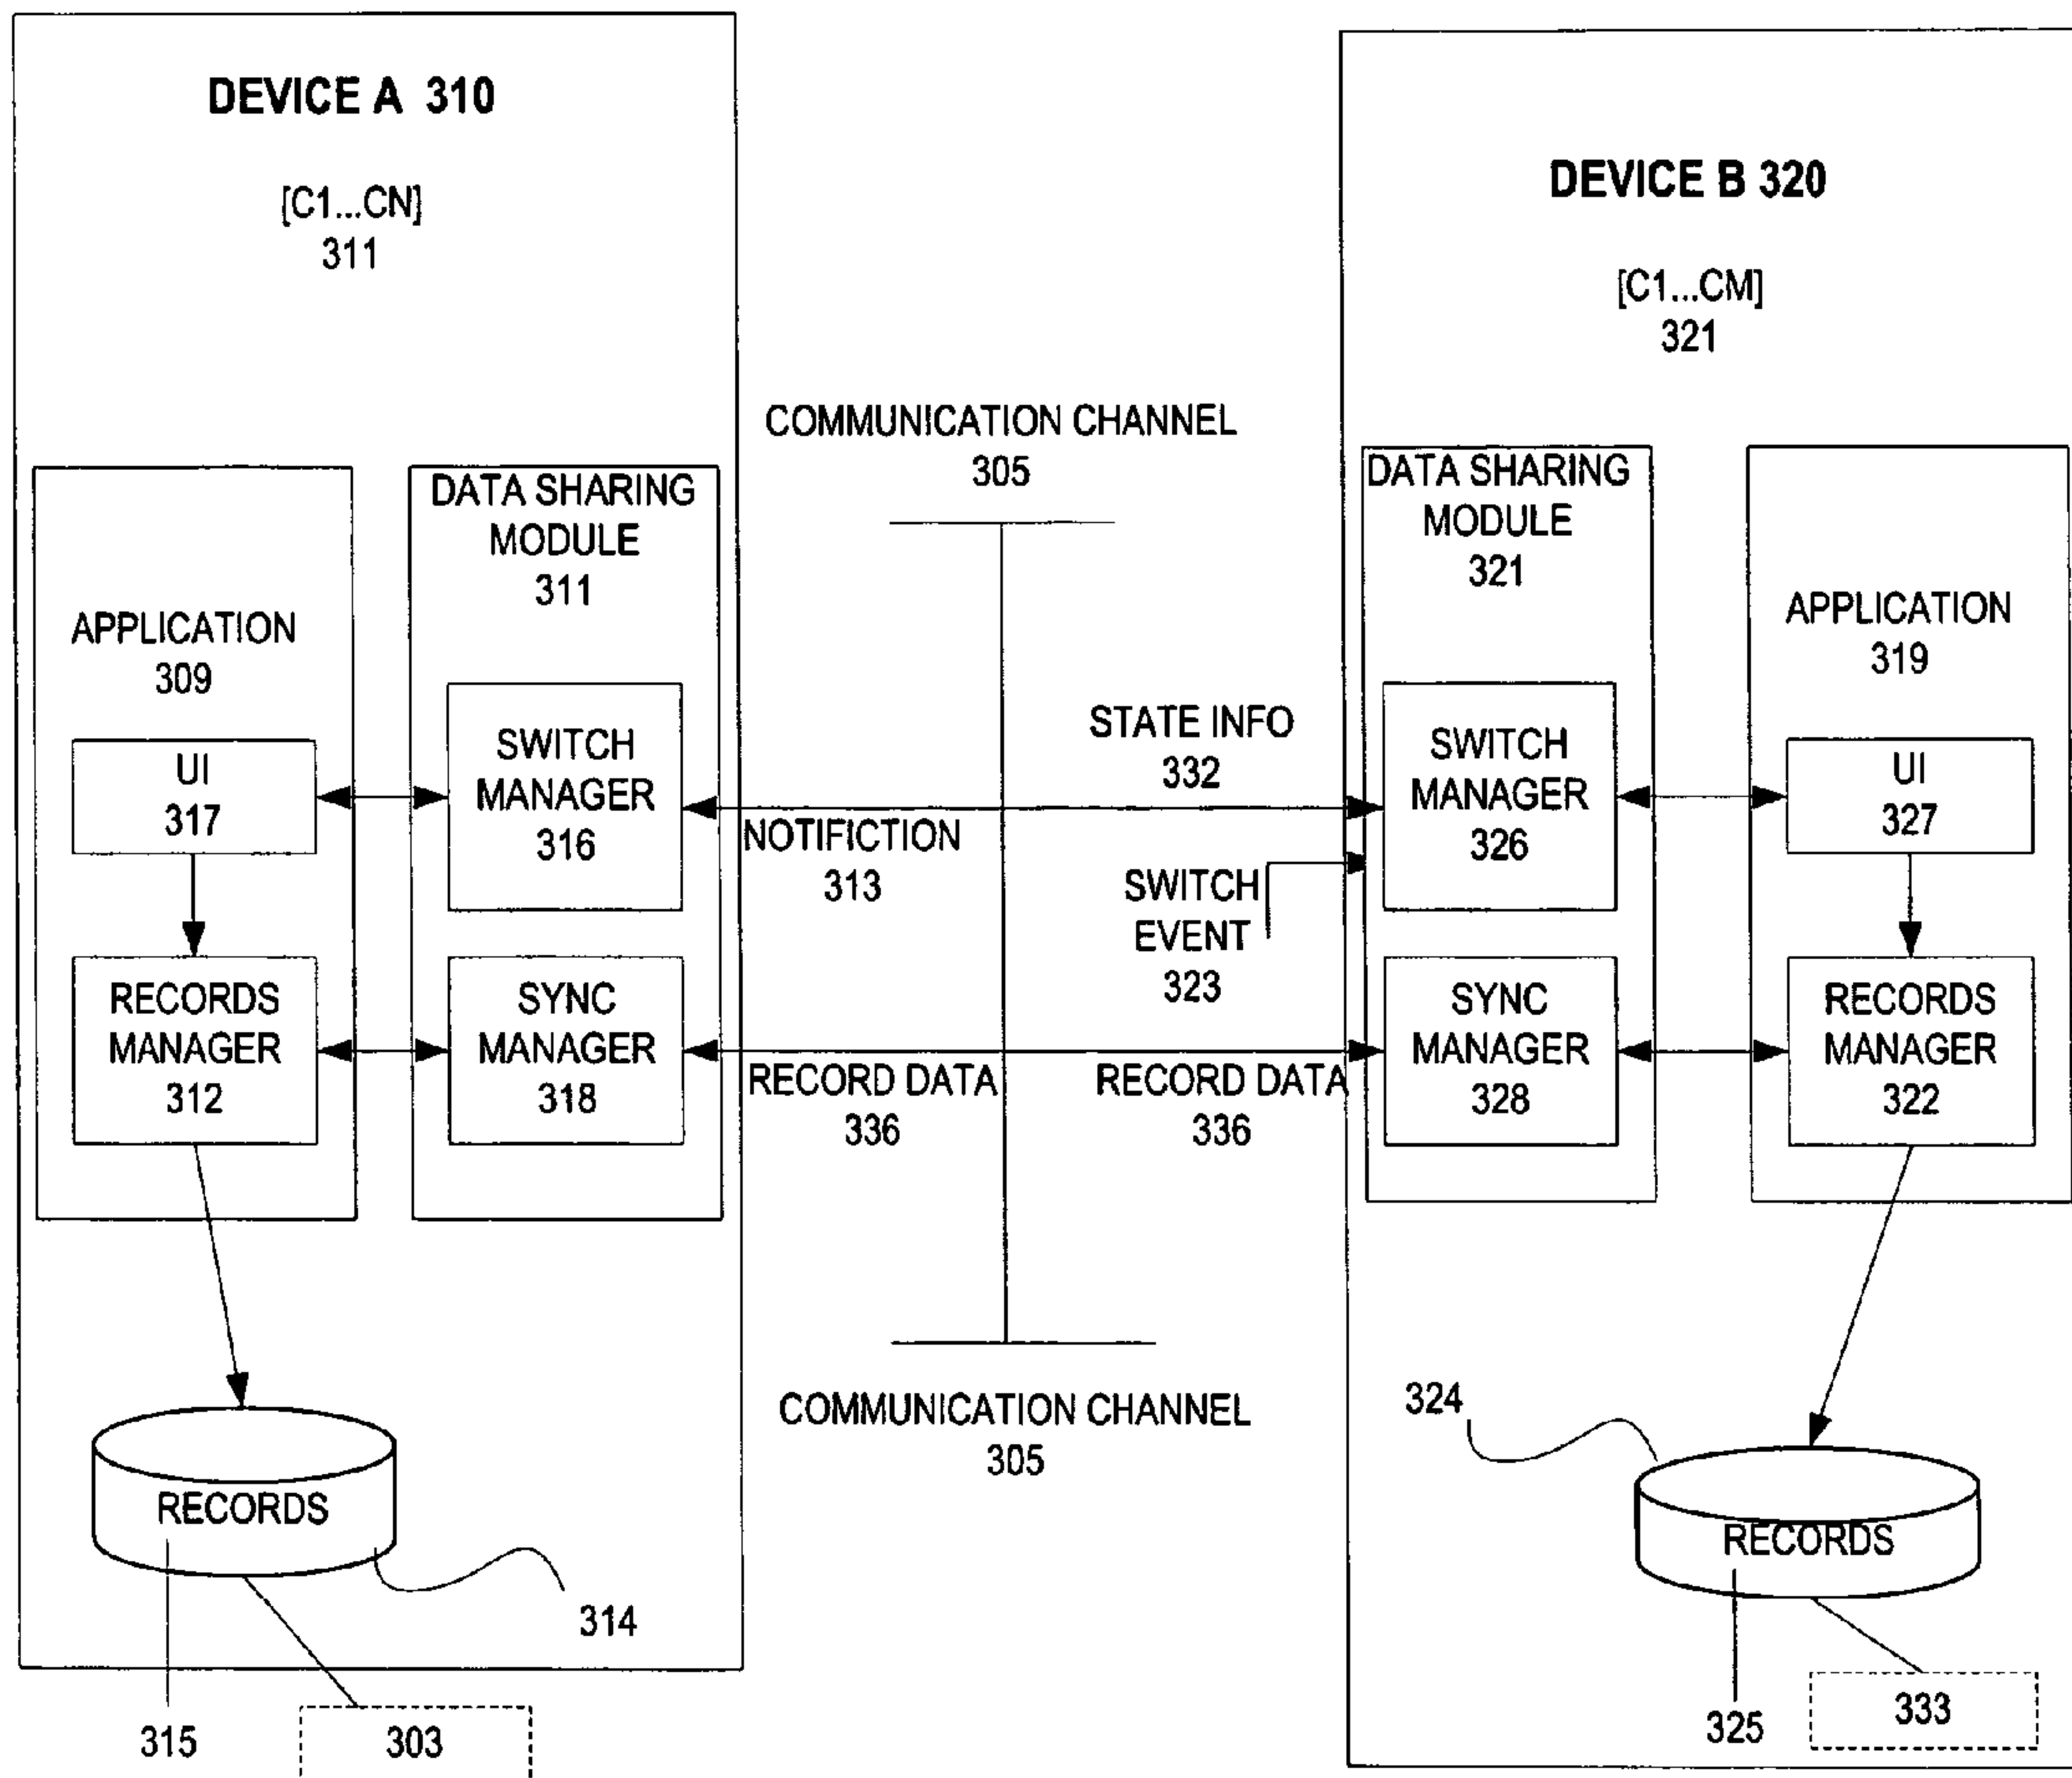 DEVICE A 310
[C1...CN]
311
DATA SHARING
MODULE
311
APPLICATION
309
UI
317
SWITCH
MANAGER
316
RECORDS
MANAGER
312
SYNC
MANAGER
318
RECORDS
314
315
303
COMMUNICATION CHANNEL
305
STATE INFO
332
NOTIFICTION
313
SWITCH
EVENT
323
RECORD DATA
336
RECORD DATA
336
COMMUNICATION CHANNEL
305
DEVICE B 320
[C1...CM]
321
DATA SHARING
MODULE
321
APPLICATION
319
SWITCH
MANAGER
326
UI
327
SYNC
MANAGER
328
RECORDS
MANAGER
322
324
RECORDS
325
333